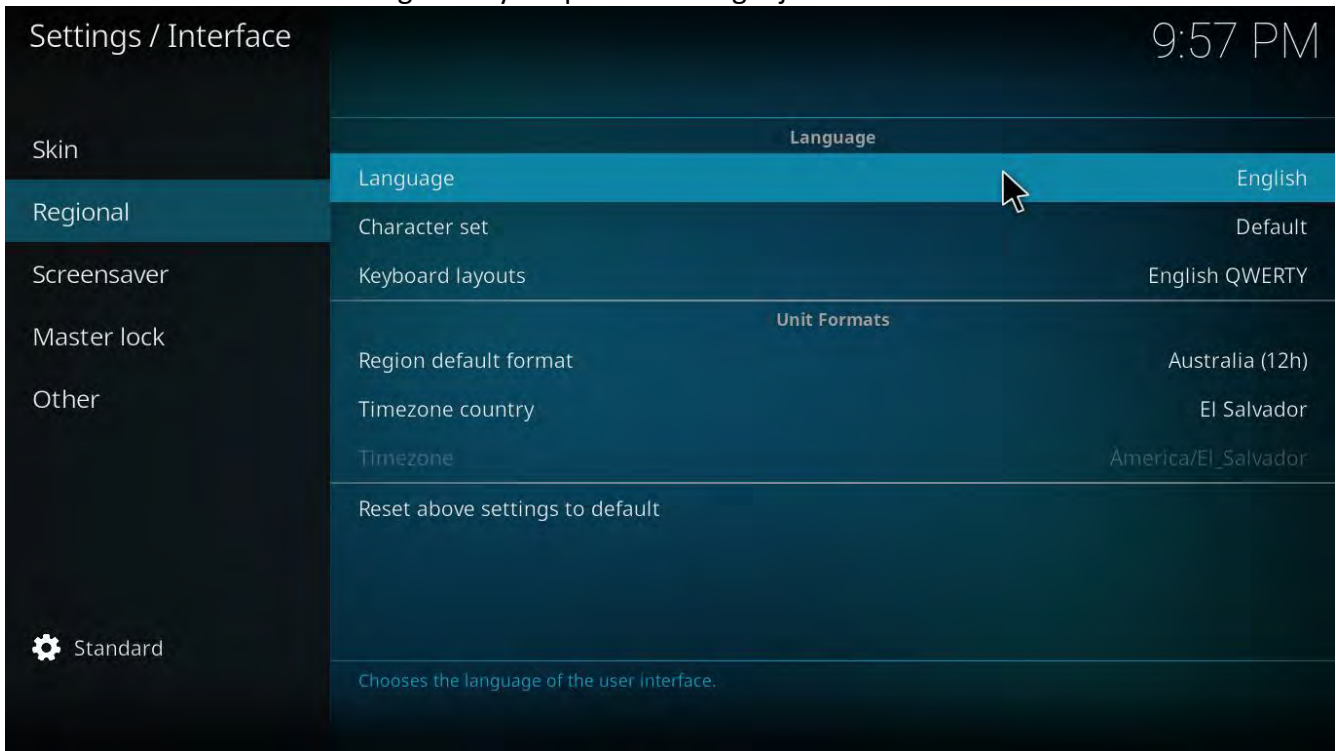 Settings / Interface
9:57 PM
Skin
Regional
Screensaver
Master lock
Other
Standard
Language
Language English
Character set Default
Keyboard layouts English QWERTY
Unit Formats
Region default format Australia (12h)
Timezone country El Salvador
Timezone America/El_Salvador
Reset above settings to default
Chooses the language of the user interface.